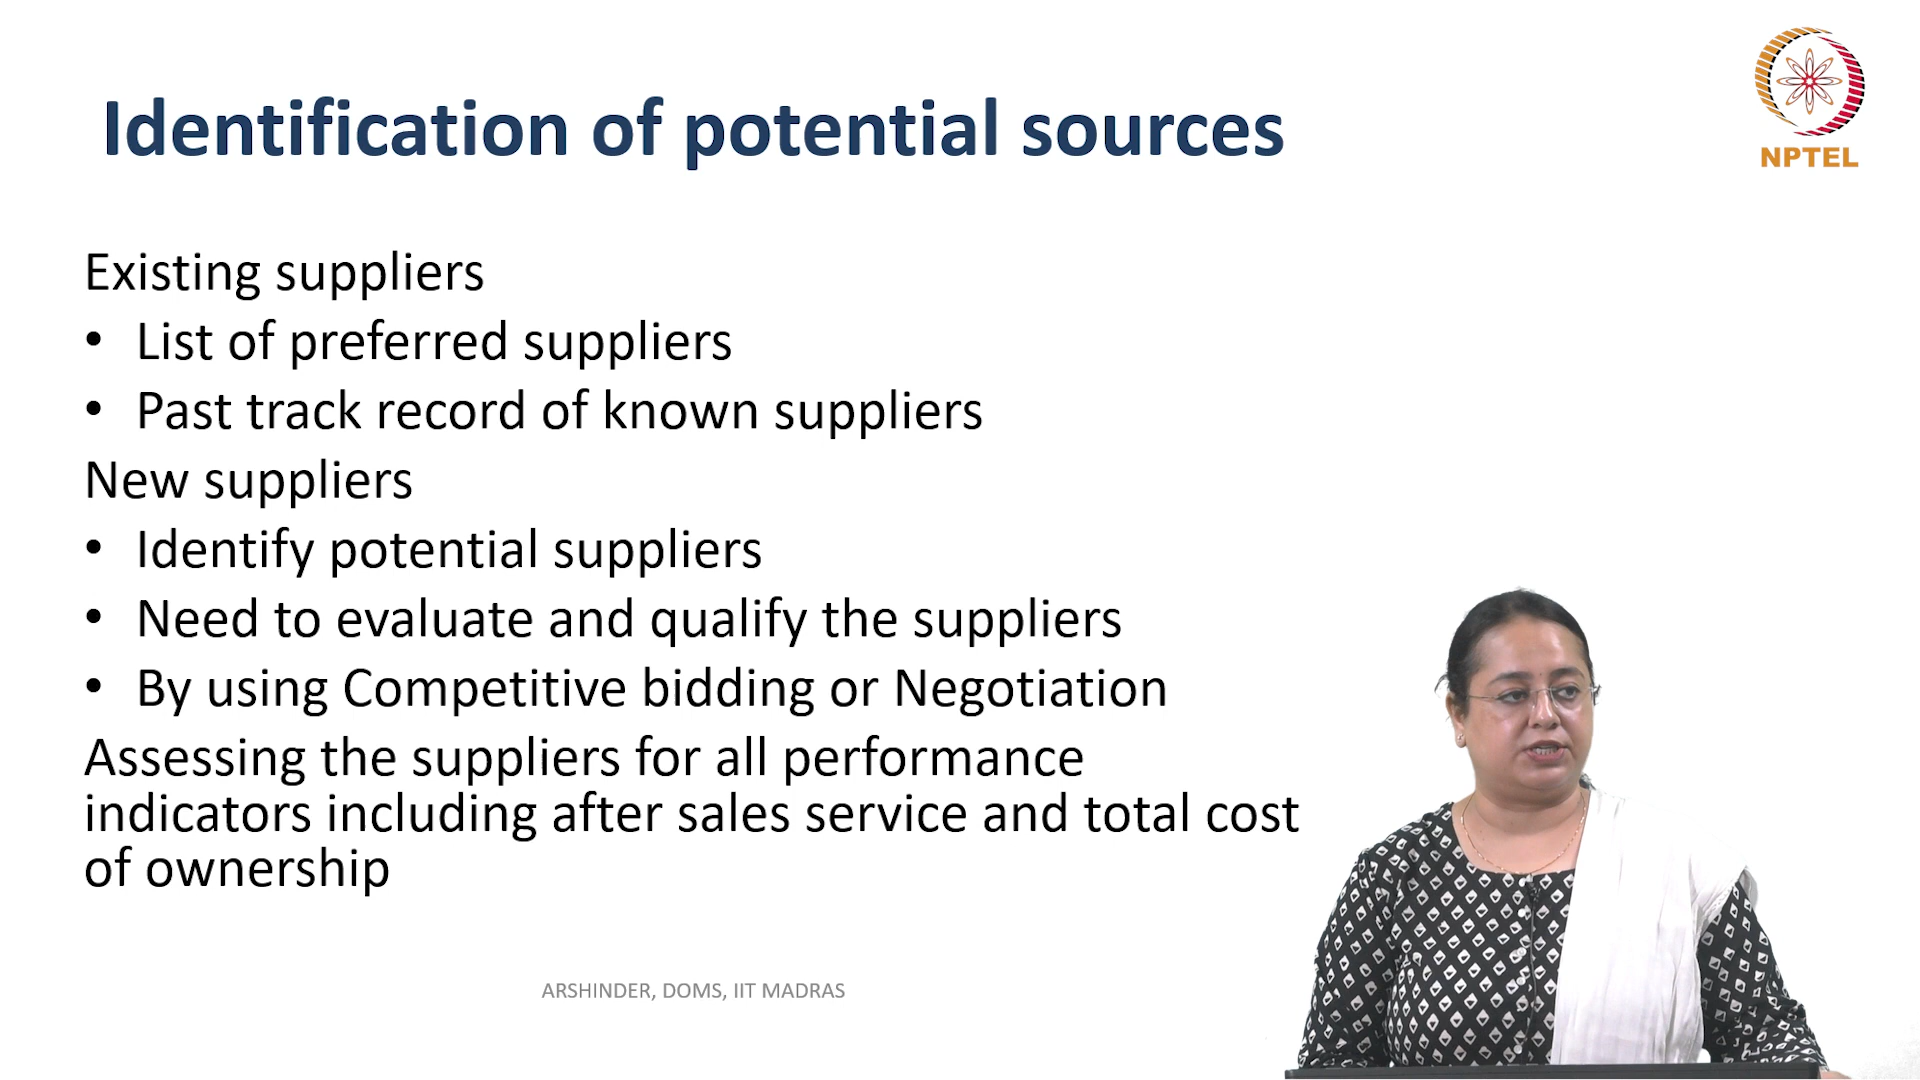 Identification of potential sources
NPTEL
Existing suppliers
• List of preferred suppliers
• Past track record of known suppliers
New suppliers
• Identify potential suppliers
• Need to evaluate and qualify the suppliers
• By using Competitive bidding or Negotiation
Assessing the suppliers for all performance
indicators including after sales service and total cost
of ownership
ARSHINDER, DOMS, IIT MADRAS